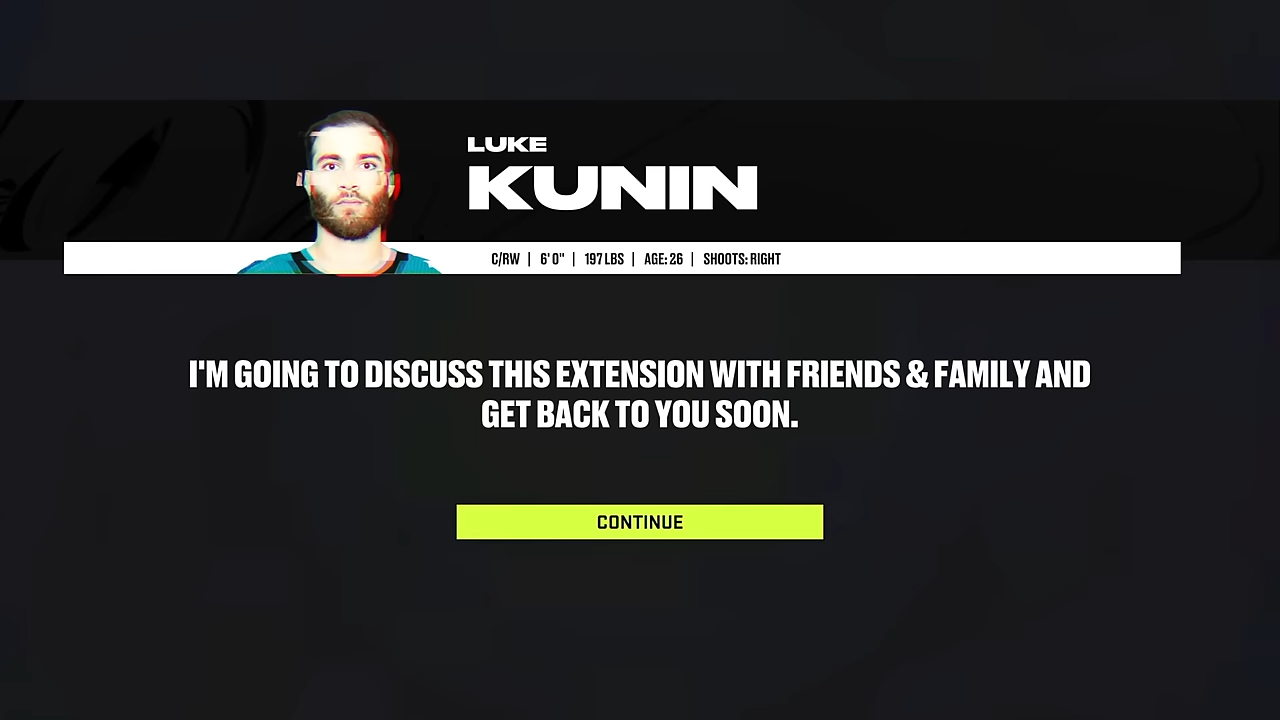 LUKE
KUNIN
C/RW | 6' 0" | 197 LBS | AGE: 26 | SHOOTS: RIGHT
I'M GOING TO DISCUSS THIS EXTENSION WITH FRIENDS & FAMILY AND
GET BACK TO YOU SOON.
CONTINUE